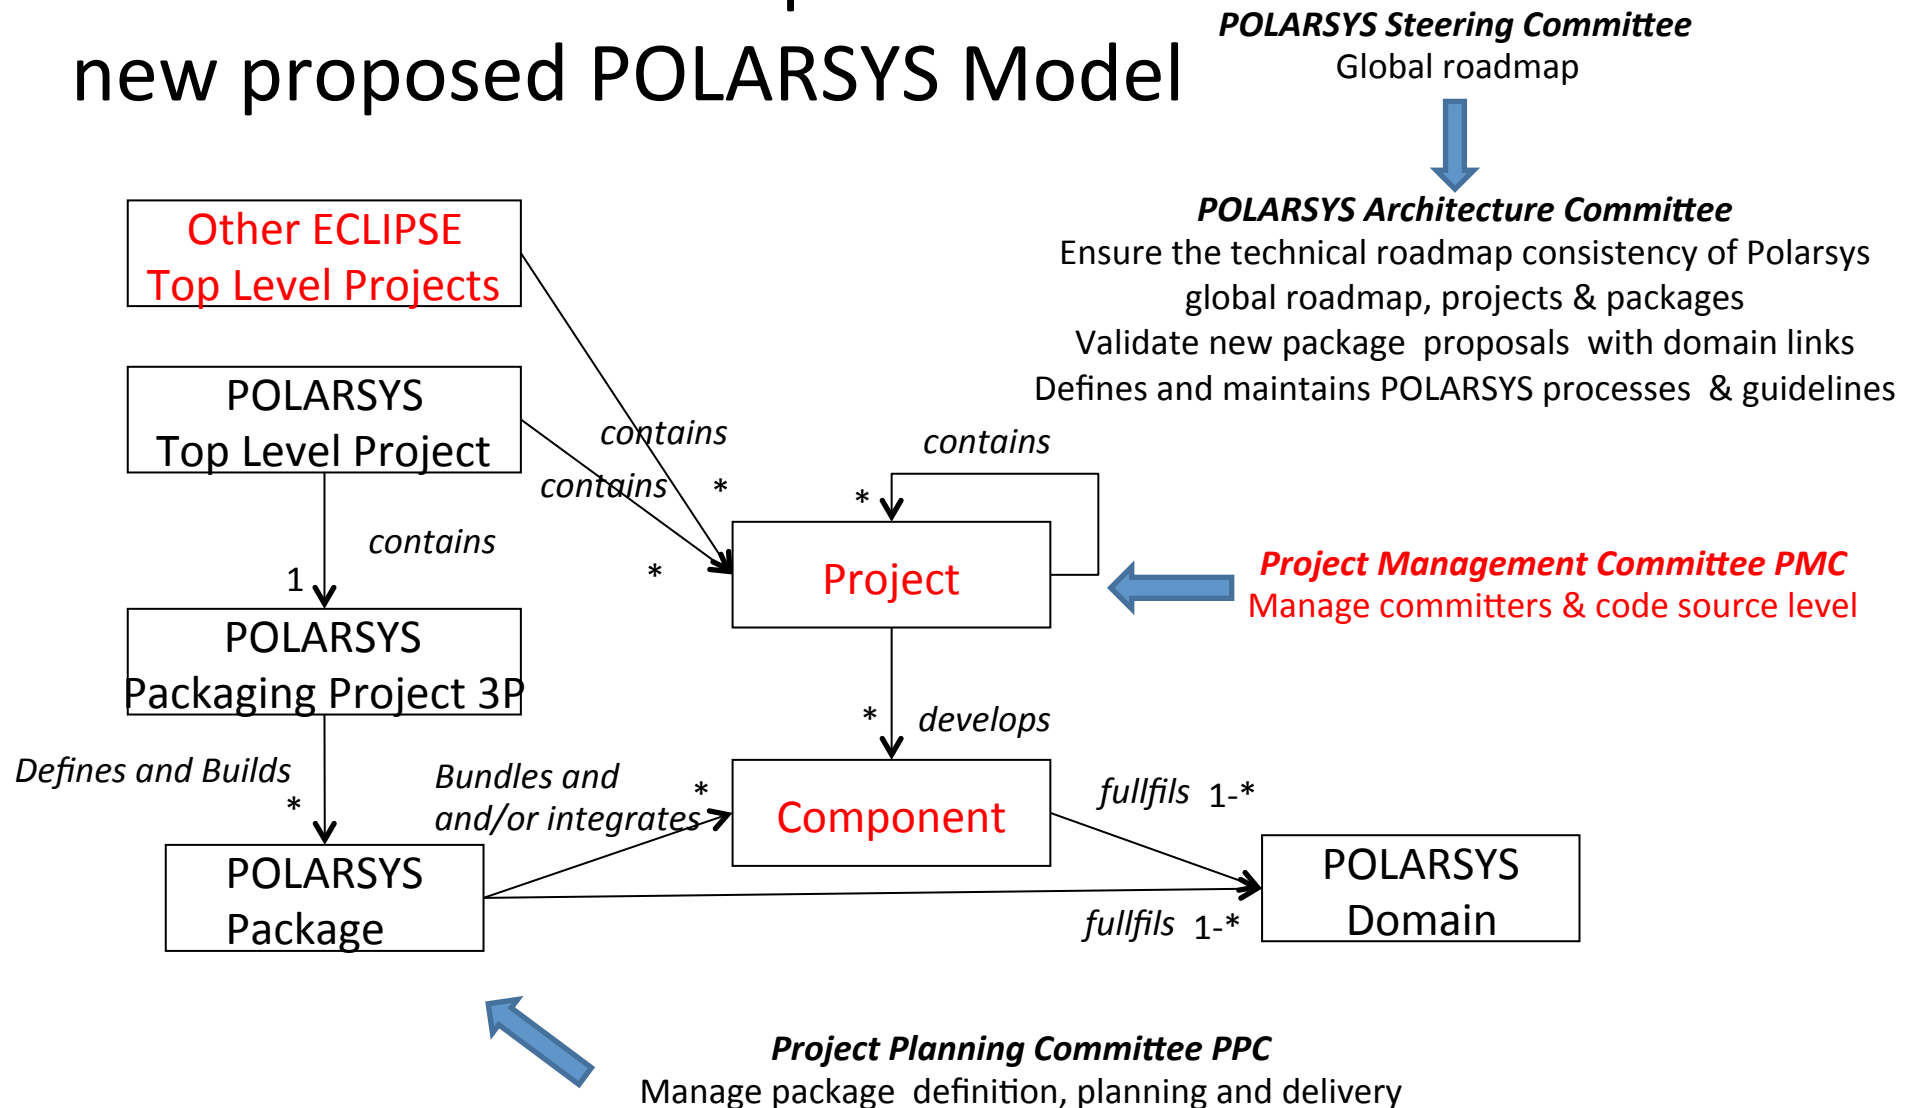 new proposed POLARSYS Model
POLARSYS Steering Committee
Global roadmap
POLARSYS Architecture Committee
Ensure the technical roadmap consistency of Polarsys
global roadmap, projects & packages
Validate new package proposals with domain links
Defines and maintains POLARSYS processes & guidelines
Other ECLIPSE
Top Level Projects
POLARSYS
Top Level Project
contains
*
contains
*
contains
*
contains
1
Project
Project Management Committee PMC
Manage committers & code source level
POLARSYS
Packaging Project 3P
* develops
Defines and Builds
*
Bundles and
and/or integrates
*
Component
fullfils 1-*
POLARSYS
Package
POLARSYS
Domain
fullfils 1-*
Project Planning Committee PPC
Manage package definition, planning and delivery